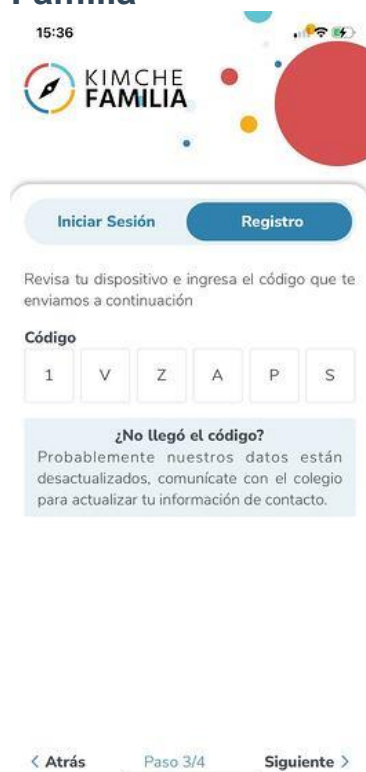 Familia
15:36
KIMCHE
FAMILIA
Iniciar Sesión Registro
Revisa tu dispositivo e ingresa el código que te
enviamos a continuación
Código
1 V Z A P S
¿No llegó el código?
Probablemente nuestros datos están
desactualizados, comunícate con el colegio
para actualizar tu información de contacto.
< Atrás Paso 3/4 Siguiente >